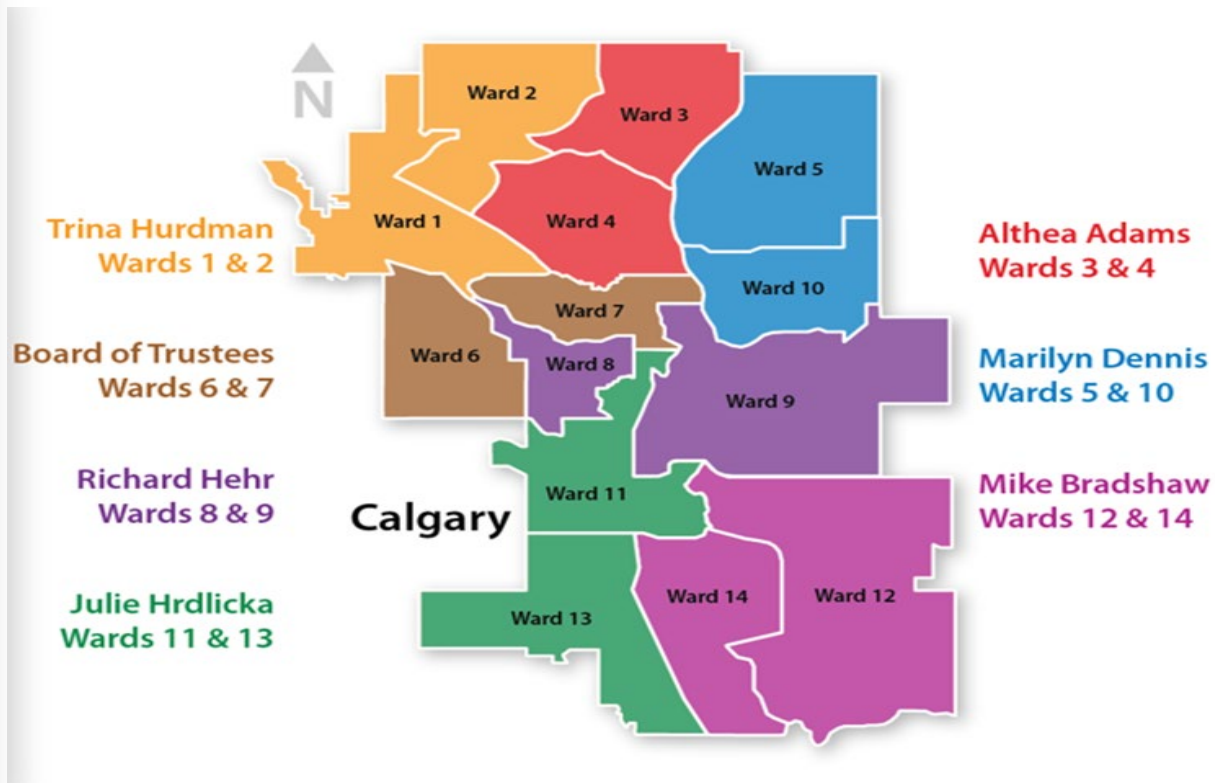 N
Ward 2
Ward 3
Ward 5
Ward 1
Ward 4
Ward 10
Ward 7
Ward 6
Ward 8
Ward 9
Ward 11
Calgary
Ward 14
Ward 12
Ward 13
Trina Hurdman
Wards 1 & 2
Board of Trustees
Wards 6 & 7
Richard Hehr
Wards 8 & 9
Julie Hrdlicka
Wards 11 & 13
Althea Adams
Wards 3 & 4
Marilyn Dennis
Wards 5 & 10
Mike Bradshaw
Wards 12 & 14